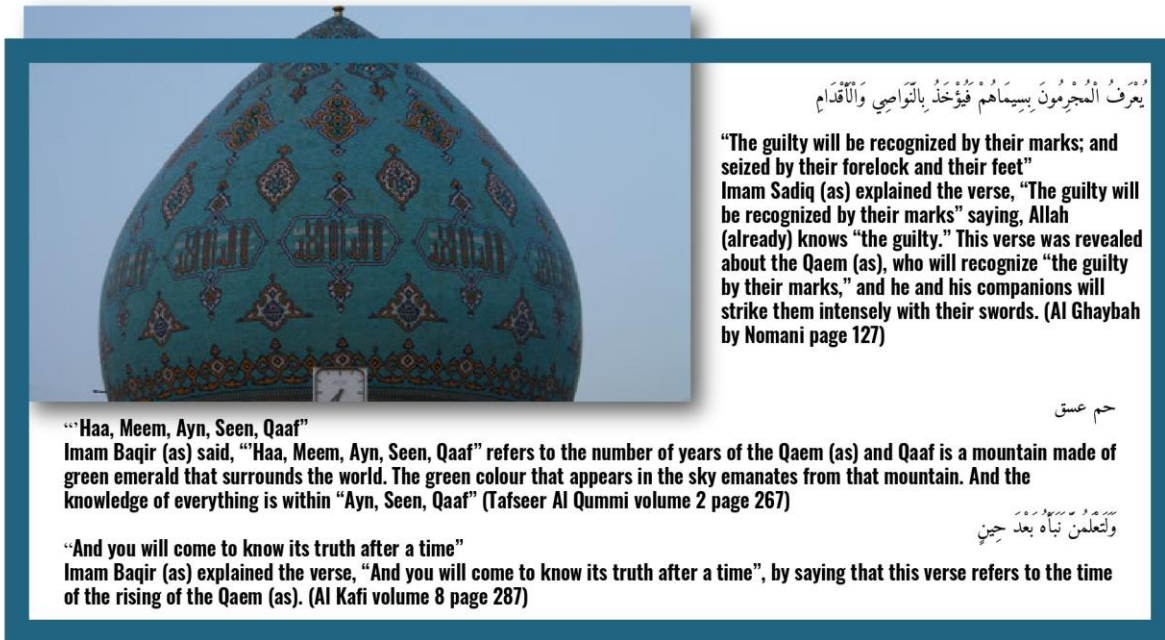 يُعْرَفُ الْمُجْرِمُونَ بِسِيمَاهُمْ فَيُؤْخَذُ بِالنَّوَاصِي وَالْأَقْدَامِ
“The guilty will be recognized by their marks; and
seized by their forelock and their feet”
Imam Sadiq (as) explained the verse, “The guilty will
be recognized by their marks” saying, Allah
(already) knows “the guilty.” This verse was revealed
about the Qaem (as), who will recognize “the guilty
by their marks,” and he and his companions will
strike them intensely with their swords. (Al Ghaybah
by Nomani page 127)
حم عسق
“’Haa, Meem, Ayn, Seen, Qaaf”
Imam Baqir (as) said, “’Haa, Meem, Ayn, Seen, Qaaf” refers to the number of years of the Qaem (as) and Qaaf is a mountain made of
green emerald that surrounds the world. The green colour that appears in the sky emanates from that mountain. And the
knowledge of everything is within “Ayn, Seen, Qaaf” (Tafseer Al Qummi volume 2 page 267)
وَلَتَعْلَمُنَّ نَبَأَهُ بَعْدَ حِينٍ
“And you will come to know its truth after a time”
Imam Baqir (as) explained the verse, “And you will come to know its truth after a time”, by saying that this verse refers to the time
of the rising of the Qaem (as). (Al Kafi volume 8 page 287)